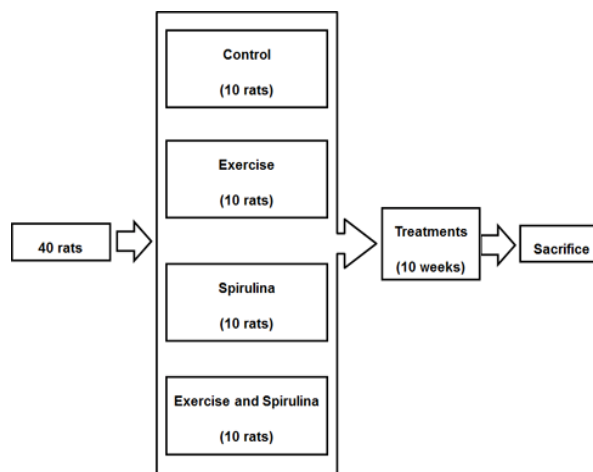 40 rats
Control
(10 rats)
Exercise
(10 rats)
Spirulina
(10 rats)
Exercise and Spirulina
(10 rats)
Treatments
(10 weeks)
Sacrifice